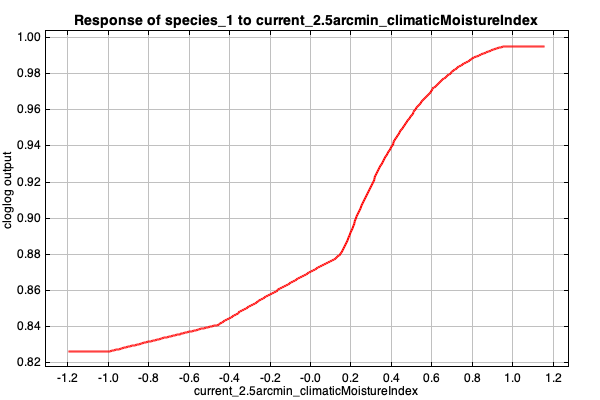 Response of species_1 to current_2.5arcmin_climaticMoistureIndex
1.00
0.98
0.96
0.94
0.92
0.90
0.88
0.86
0.84
0.82
cloglog output
-1.2 -1.0 -0.8 -0.6 -0.4 -0.2 -0.0 0.2 0.4 0.6 0.8 1.0 1.2
current_2.5arcmin_climaticMoistureIndex